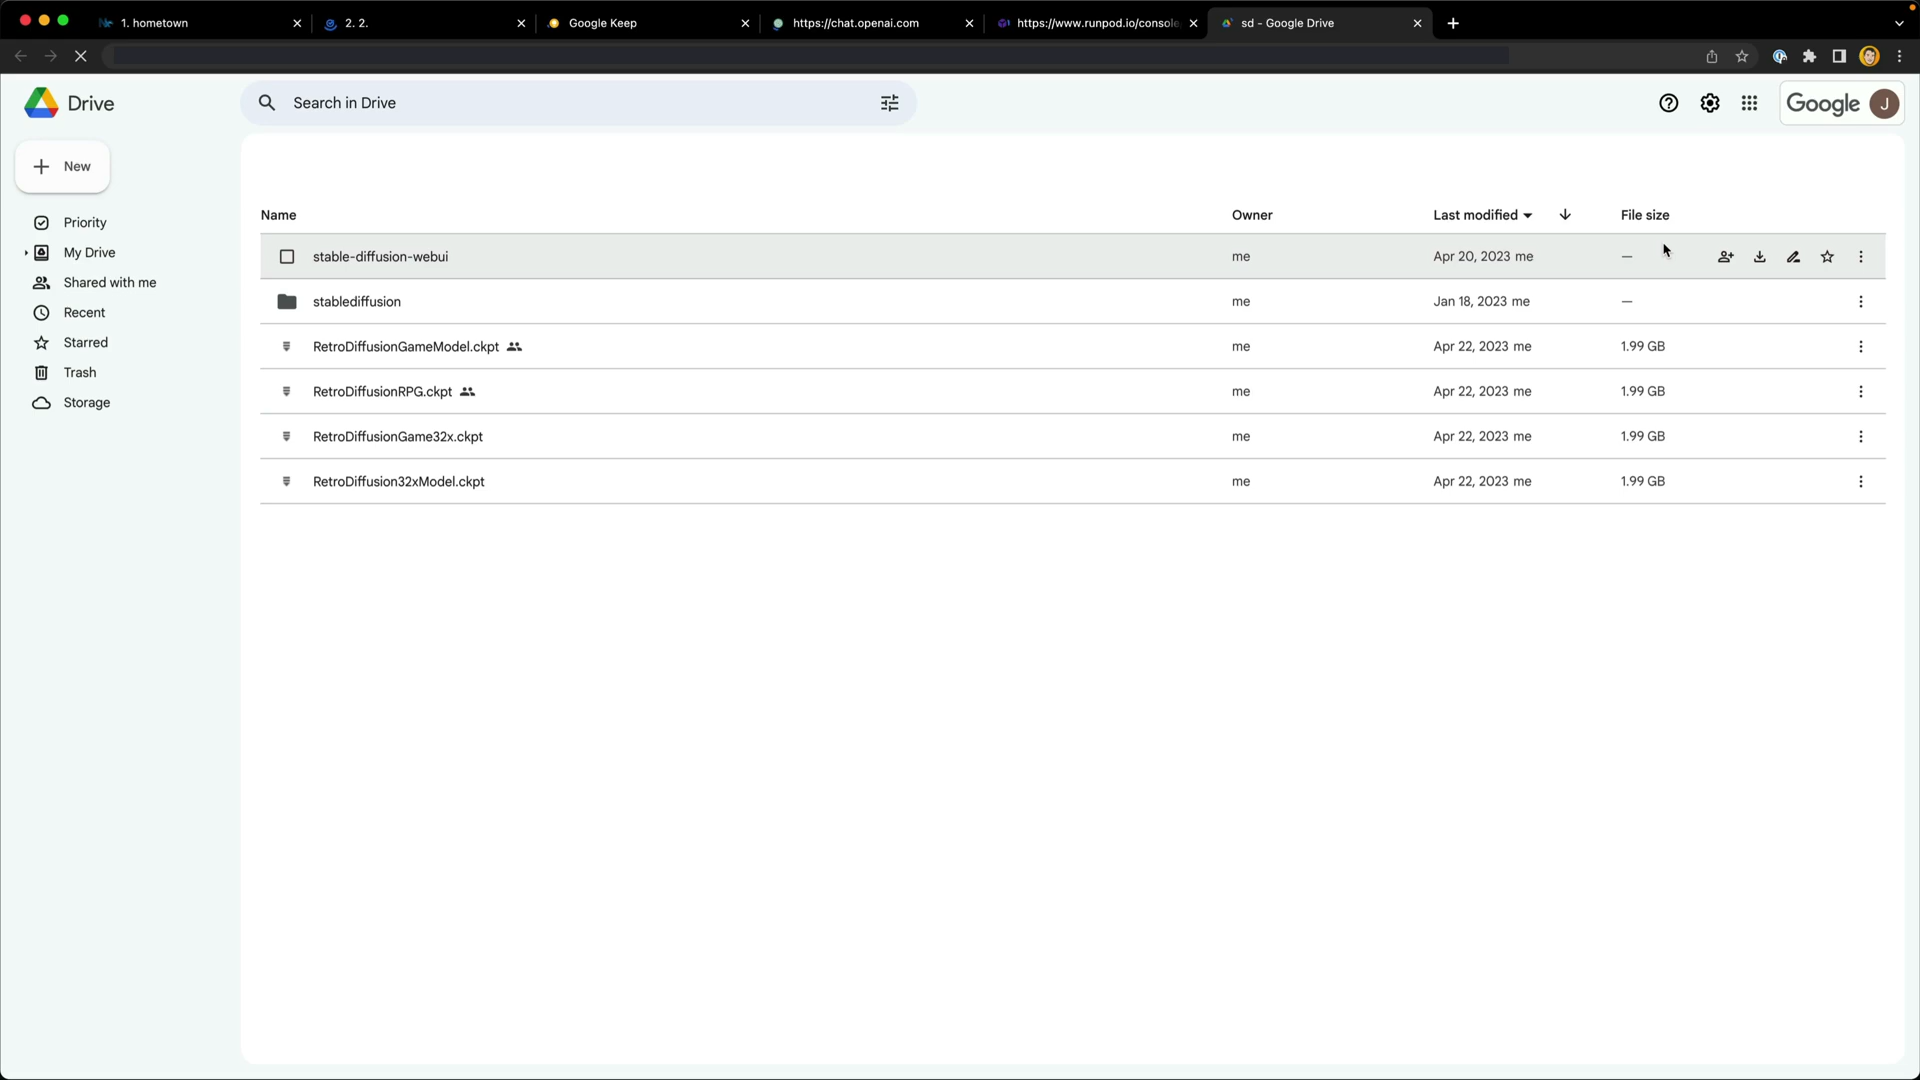 1. hometown
2. 2.
Google Keep
https://chat.openai.com
https://www.runpod.io/console
sd - Google Drive
Drive
Search in Drive
Google
J
New
Priority
My Drive
Shared with me
Recent
Starred
Trash
Storage
Name Owner Last modified File size
stable-diffusion-webui me Apr 20, 2023 me —
stablediffusion me Jan 18, 2023 me —
RetroDiffusionGameModel.ckpt me Apr 22, 2023 me 1.99 GB
RetroDiffusionRPG.ckpt me Apr 22, 2023 me 1.99 GB
RetroDiffusionGame32x.ckpt me Apr 22, 2023 me 1.99 GB
RetroDiffusion32xModel.ckpt me Apr 22, 2023 me 1.99 GB